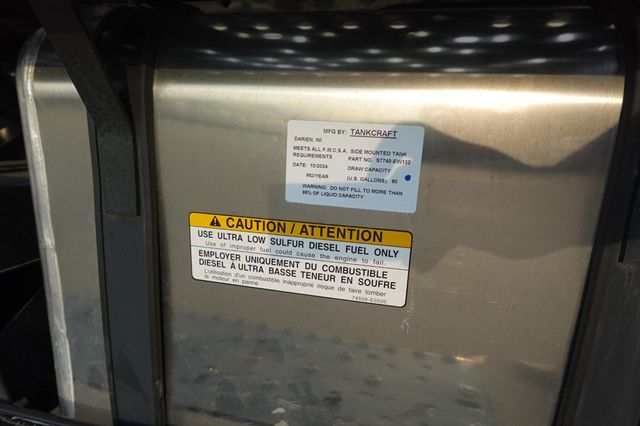 MFG BY: TANKCRAFT
DARIEN, WI
MEETS ALL F.M.C.S.A. SIDE MOUNTED TANK
REQUIREMENTS PART NO. S7740-EW132
DATE: 10/2024 DRAW CAPACITY
MO/YEAR (U.S. GALLONS): 90
WARNING: DO NOT FILL TO MORE THAN
95% OF LIQUID CAPACITY
CAUTION / ATTENTION
USE ULTRA LOW SULFUR DIESEL FUEL ONLY
Use of improper fuel could cause the engine to fail.
EMPLOYER UNIQUEMENT DU COMBUSTIBLE
DIESEL À ULTRA BASSE TENEUR EN SOUFRE
L'utilisation d'un combustible inapproprié risque de faire tomber
le moteur en panne.
74559-E0220